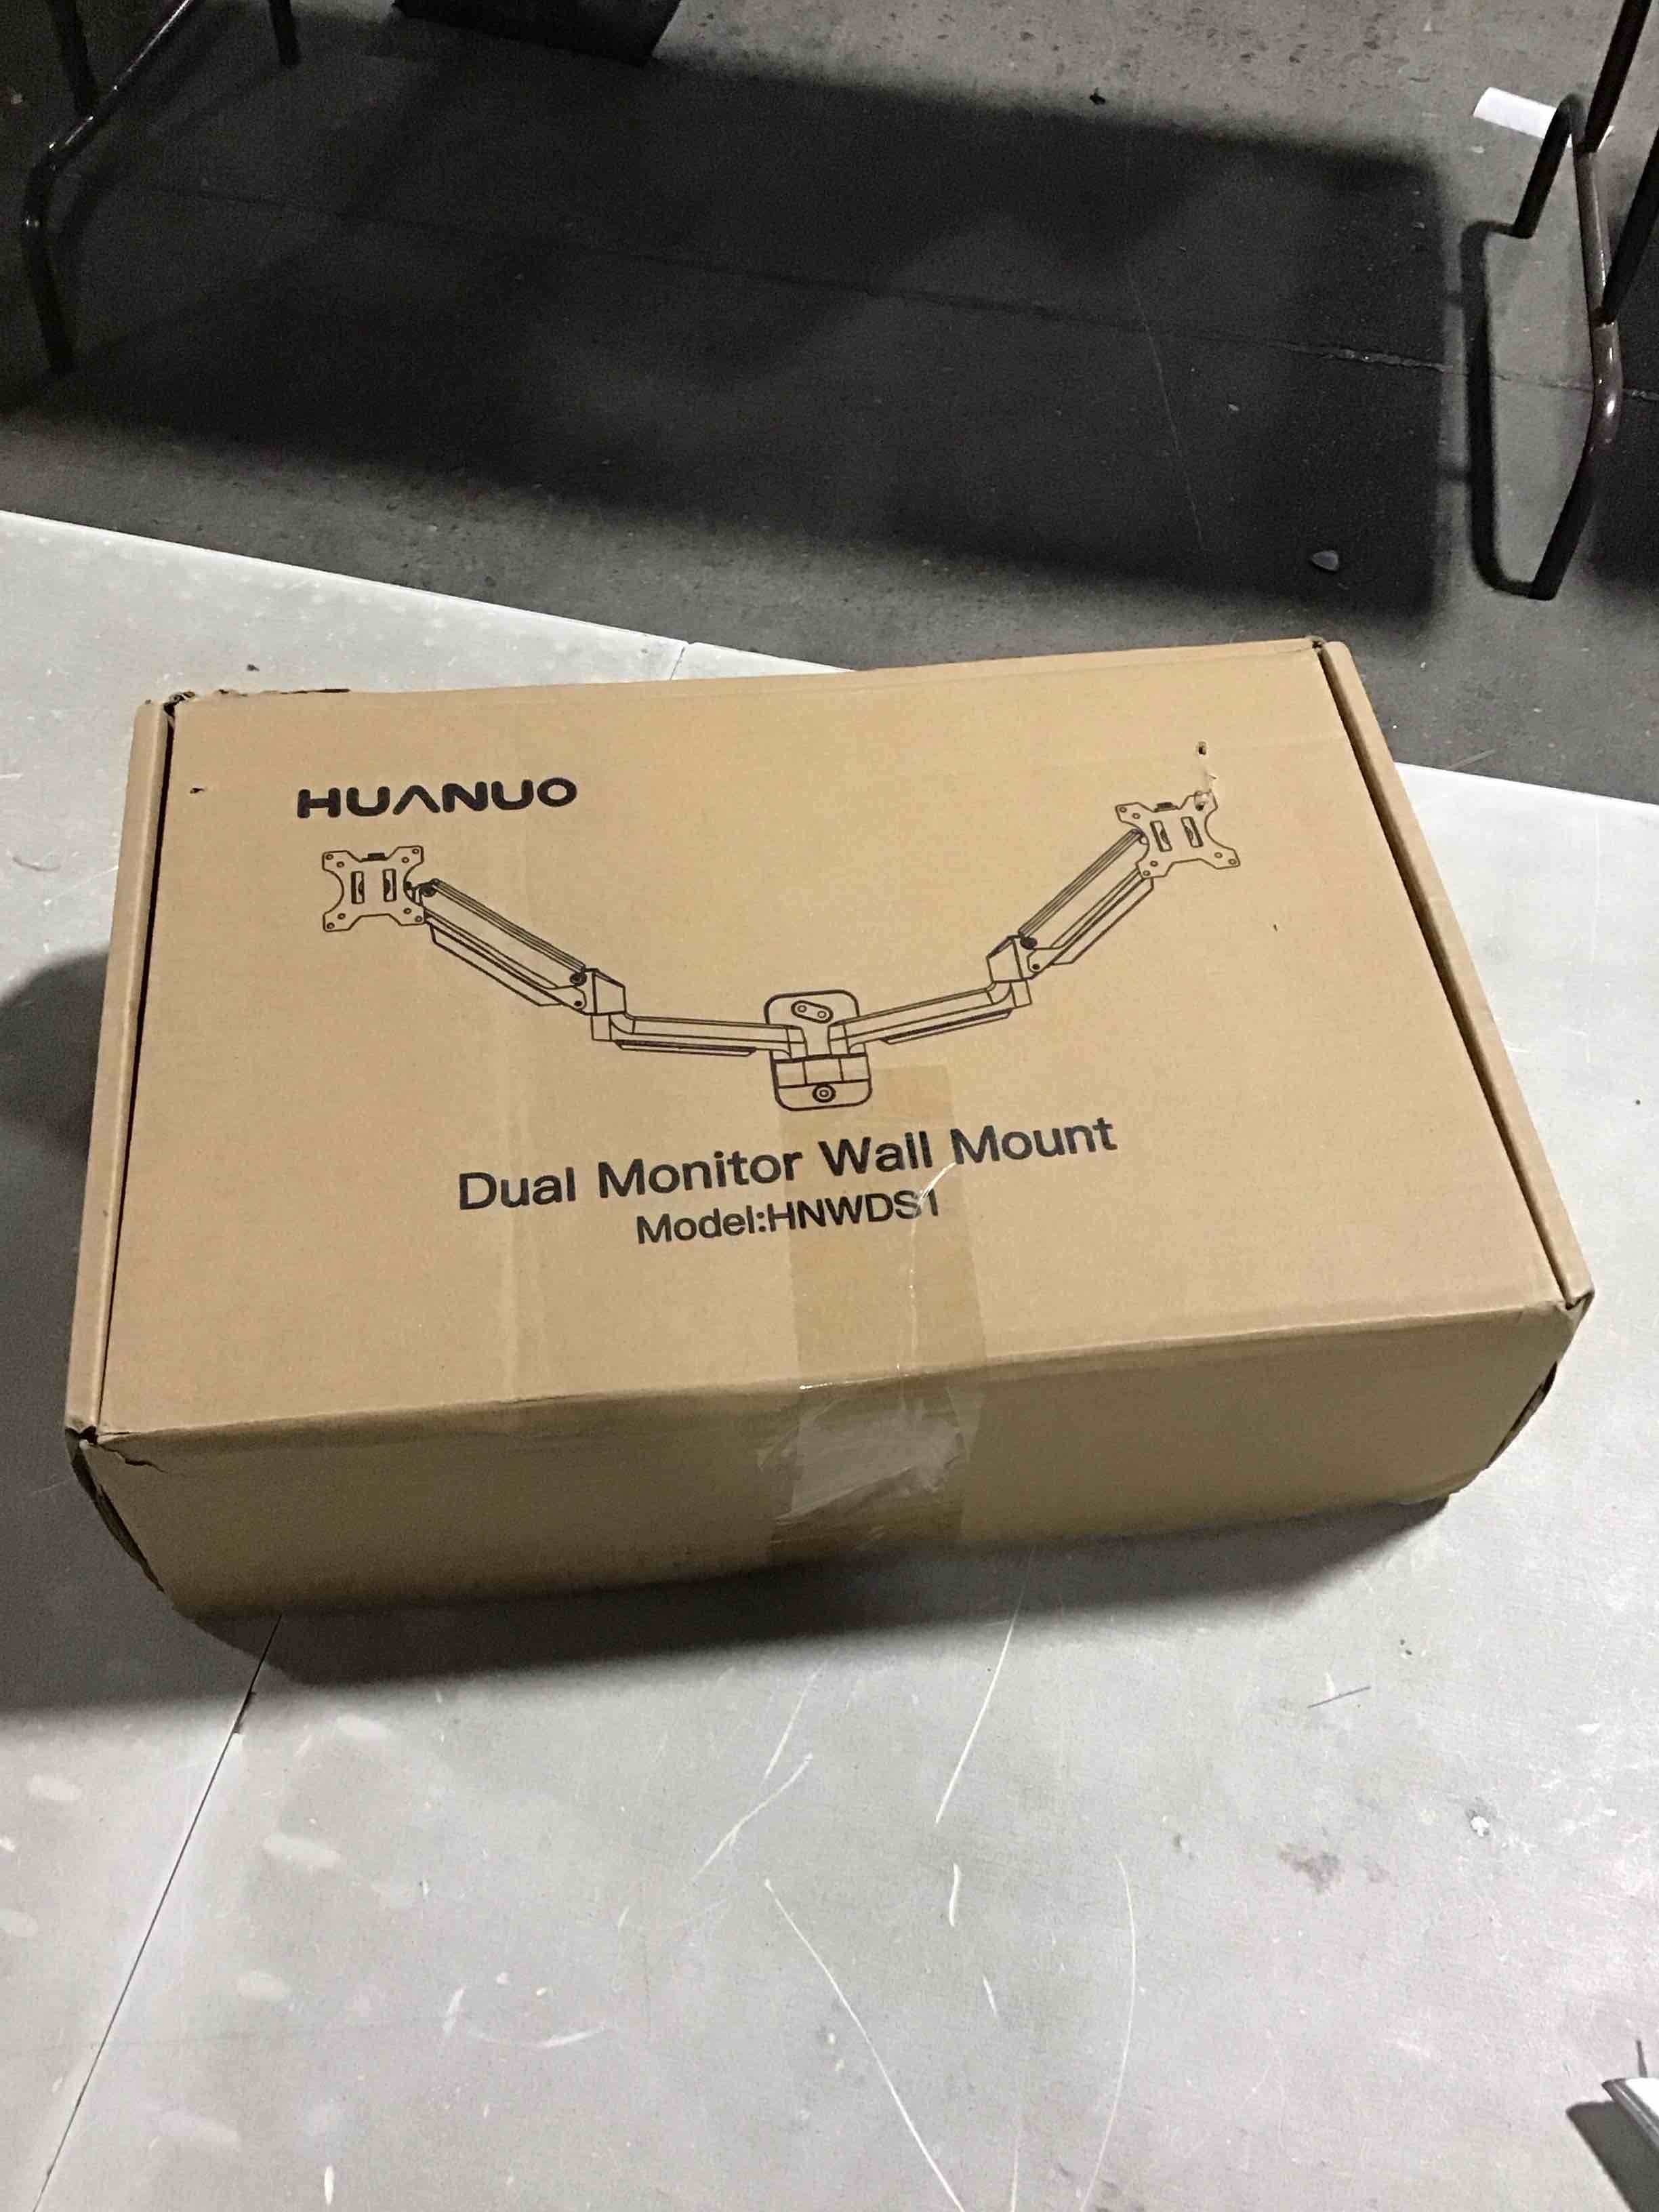 HUANUO
Dual Monitor Wall Mount
Model:HNWDS1